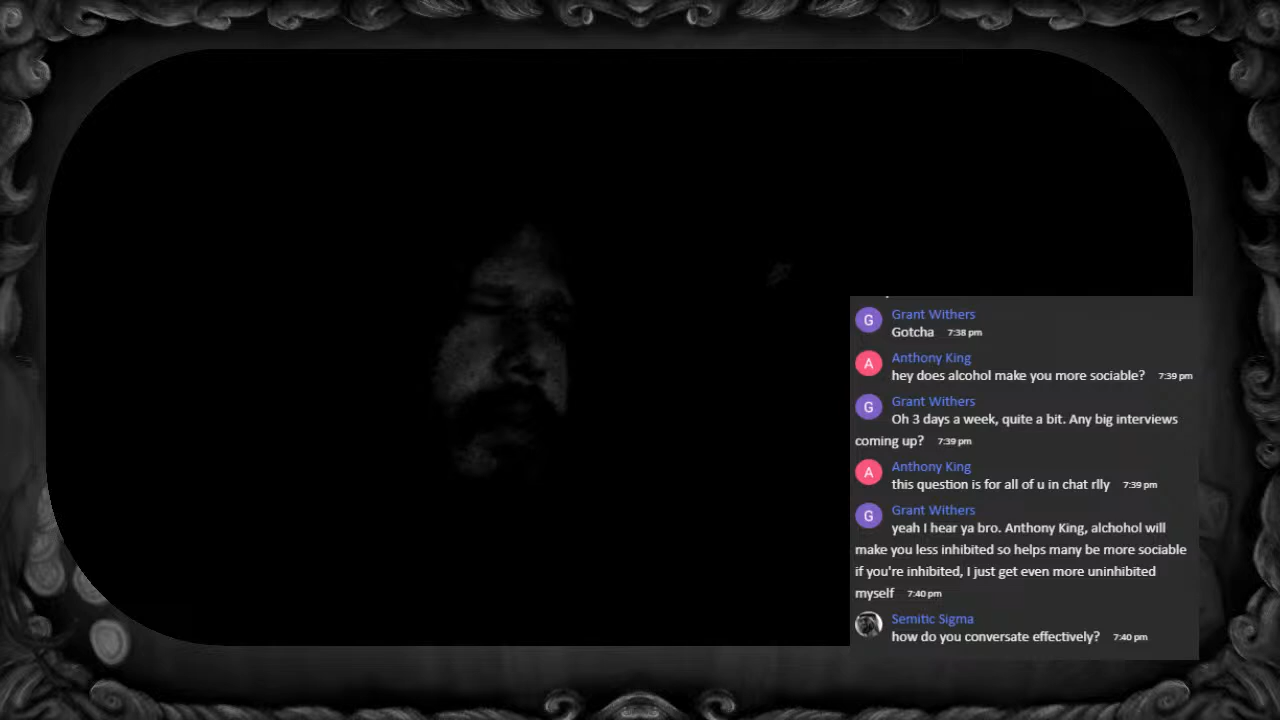 G Grant Withers
Gotcha 7:38 pm
A Anthony King
hey does alcohol make you more sociable? 7:39 pm
G Grant Withers
Oh 3 days a week, quite a bit. Any big interviews
coming up? 7:39 pm
A Anthony King
this question is for all of u in chat rlly 7:39 pm
G Grant Withers
yeah I hear ya bro. Anthony King, alchohol will
make you less inhibited so helps many be more sociable
if you're inhibited, I just get even more uninhibited
myself 7:40 pm
Semitic Sigma
how do you conversate effectively? 7:40 pm